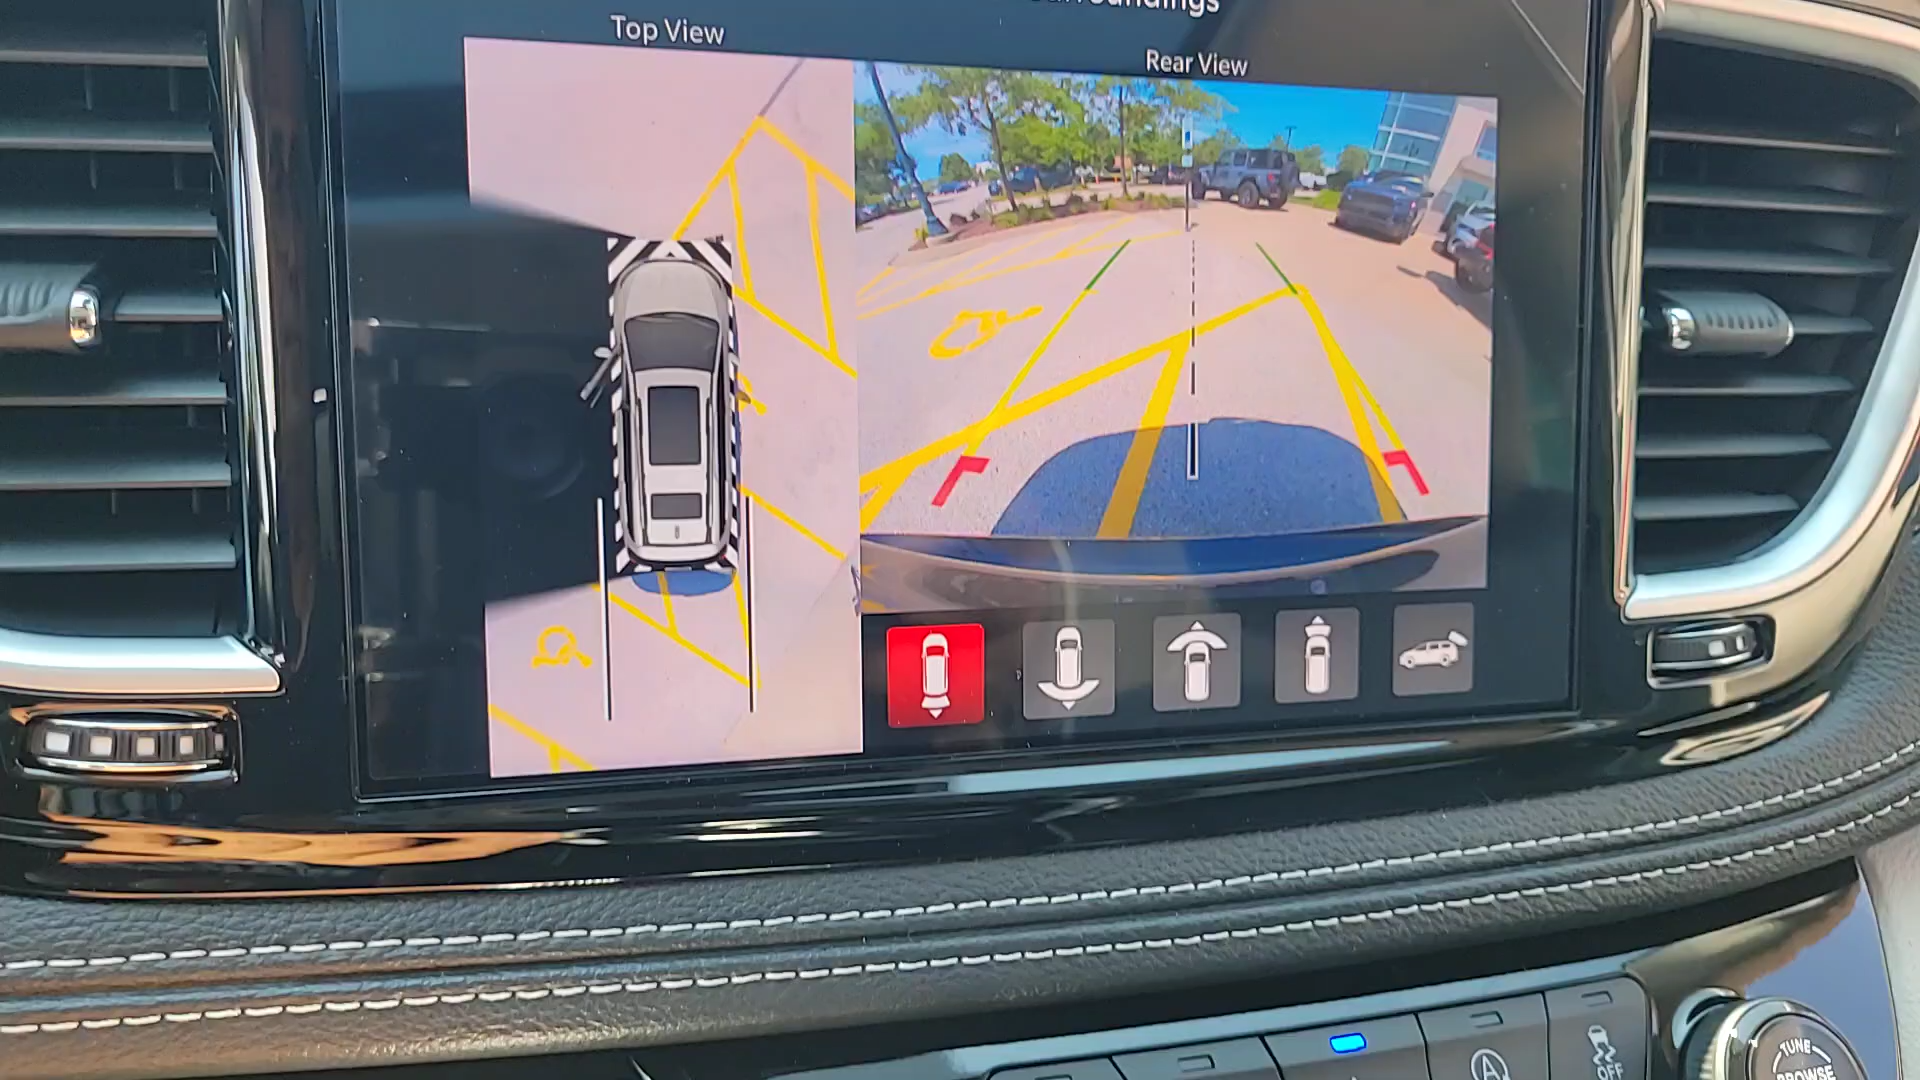 Top View
Rear View
OFF
TUNE
BROWSE